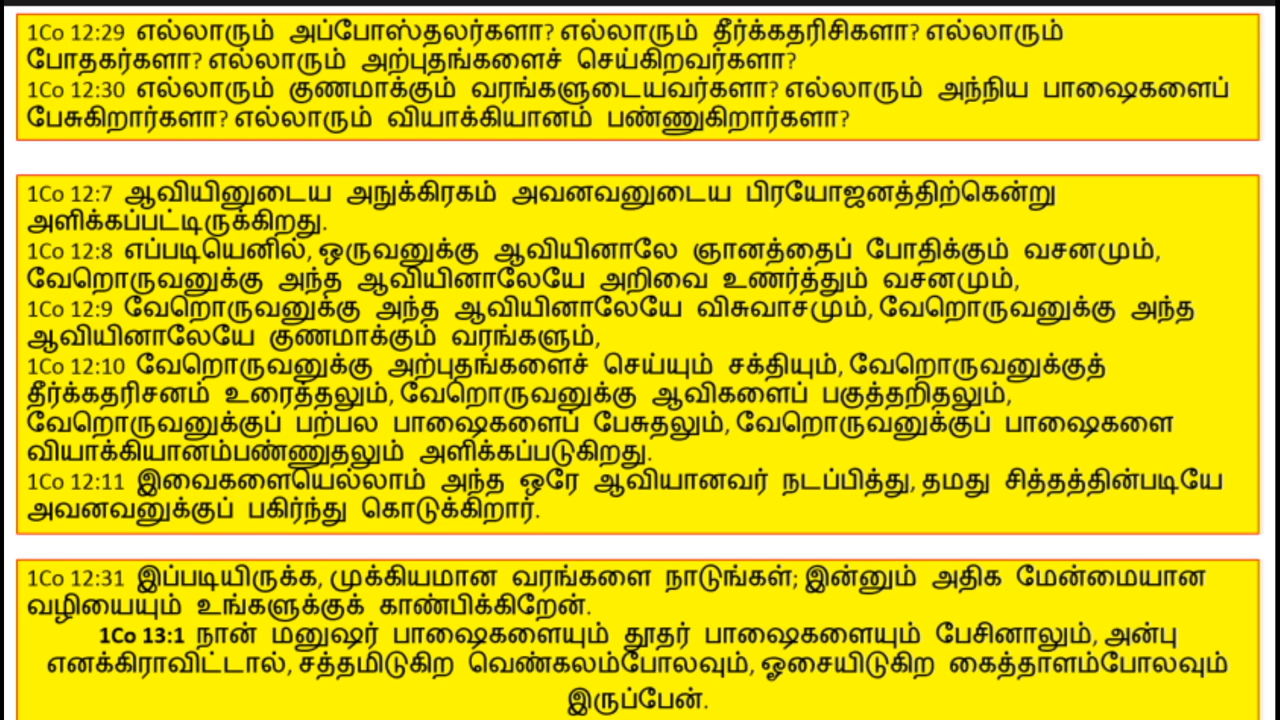 1Co 12:29 எல்லாரும் அப்போஸ்தலர்களா? எல்லாரும் தீர்க்கதரிசிகளா? எல்லாரும்
போதகர்களா? எல்லாரும் அற்புதங்களைச் செய்கிறவர்களா?
1Co 12:30 எல்லாரும் குணமாக்கும் வரங்களுடையவர்களா? எல்லாரும் அந்நிய பாஷைகளைப்
பேசுகிறார்களா? எல்லாரும் வியாக்கியானம் பண்ணுகிறார்களா?
1Co 12:7 ஆவியினுடைய அநுக்கிரகம் அவனவனுடைய பிரயோஜனத்திற்கென்று
அளிக்கப்பட்டிருக்கிறது.
1Co 12:8 எப்படியெனில், ஒருவனுக்கு ஆவியினாலே ஞானத்தைப் போதிக்கும் வசனமும்,
வேறொருவனுக்கு அந்த ஆவியினாலேயே அறிவை உணர்த்தும் வசனமும்,
1Co 12:9 வேறொருவனுக்கு அந்த ஆவியினாலேயே விசுவாசமும், வேறொருவனுக்கு அந்த
ஆவியினாலேயே குணமாக்கும் வரங்களும்,
1Co 12:10 வேறொருவனுக்கு அற்புதங்களைச் செய்யும் சக்தியும், வேறொருவனுக்குத்
தீர்க்கதரிசனம் உரைத்தலும், வேறொருவனுக்கு ஆவிகளைப் பகுத்தறிதலும்,
வேறொருவனுக்குப் பற்பல பாஷைகளைப் பேசுதலும், வேறொருவனுக்குப் பாஷைகளை
வியாக்கியானம்பண்ணுதலும் அளிக்கப்படுகிறது.
1Co 12:11 இவைகளையெல்லாம் அந்த ஒரே ஆவியானவர் நடப்பித்து, தமது சித்தத்தின்படியே
அவனவனுக்குப் பகிர்ந்து கொடுக்கிறார்.
1Co 12:31 இப்படியிருக்க, முக்கியமான வரங்களை நாடுங்கள்; இன்னும் அதிக மேன்மையான
வழியையும் உங்களுக்குக் காண்பிக்கிறேன்.
1Co 13:1 நான் மனுஷர் பாஷைகளையும் தூதர் பாஷைகளையும் பேசினாலும், அன்பு
எனக்கிராவிட்டால், சத்தமிடுகிற வெண்கலம்போலவும், ஓசையிடுகிற கைத்தாளம்போலவும்
இருப்பேன்.